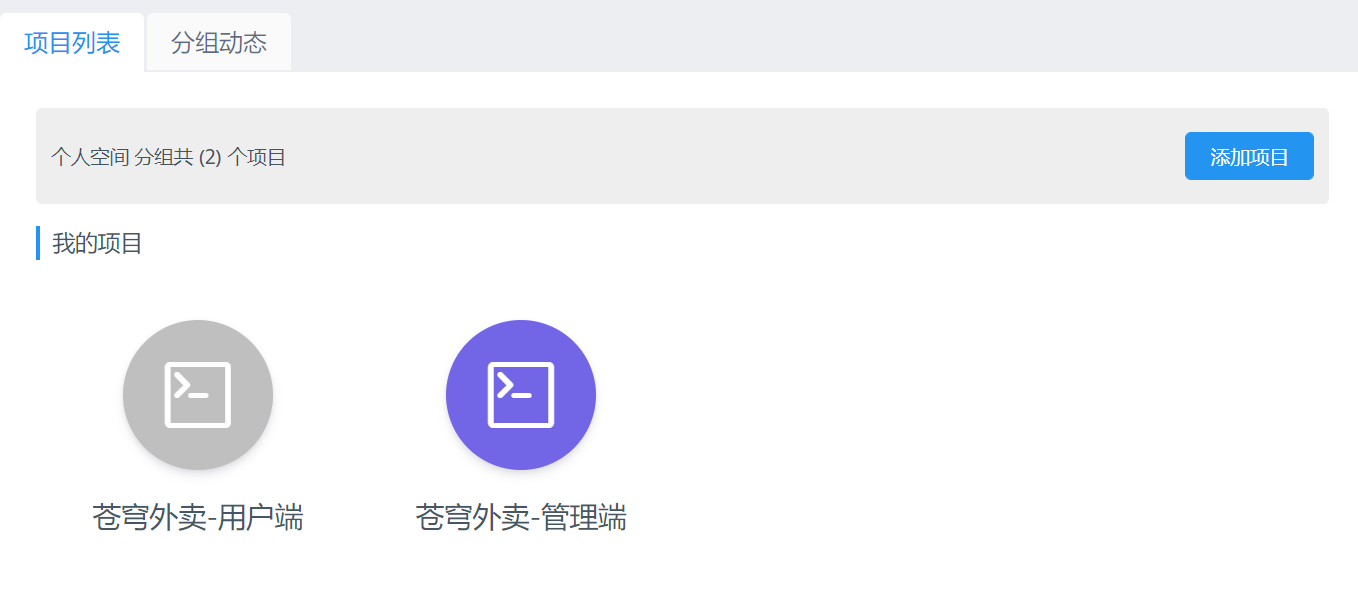 项目列表 分组动态
个人空间 分组共 (2) 个项目 添加项目
我的项目
苍穹外卖-用户端 苍穹外卖-管理端